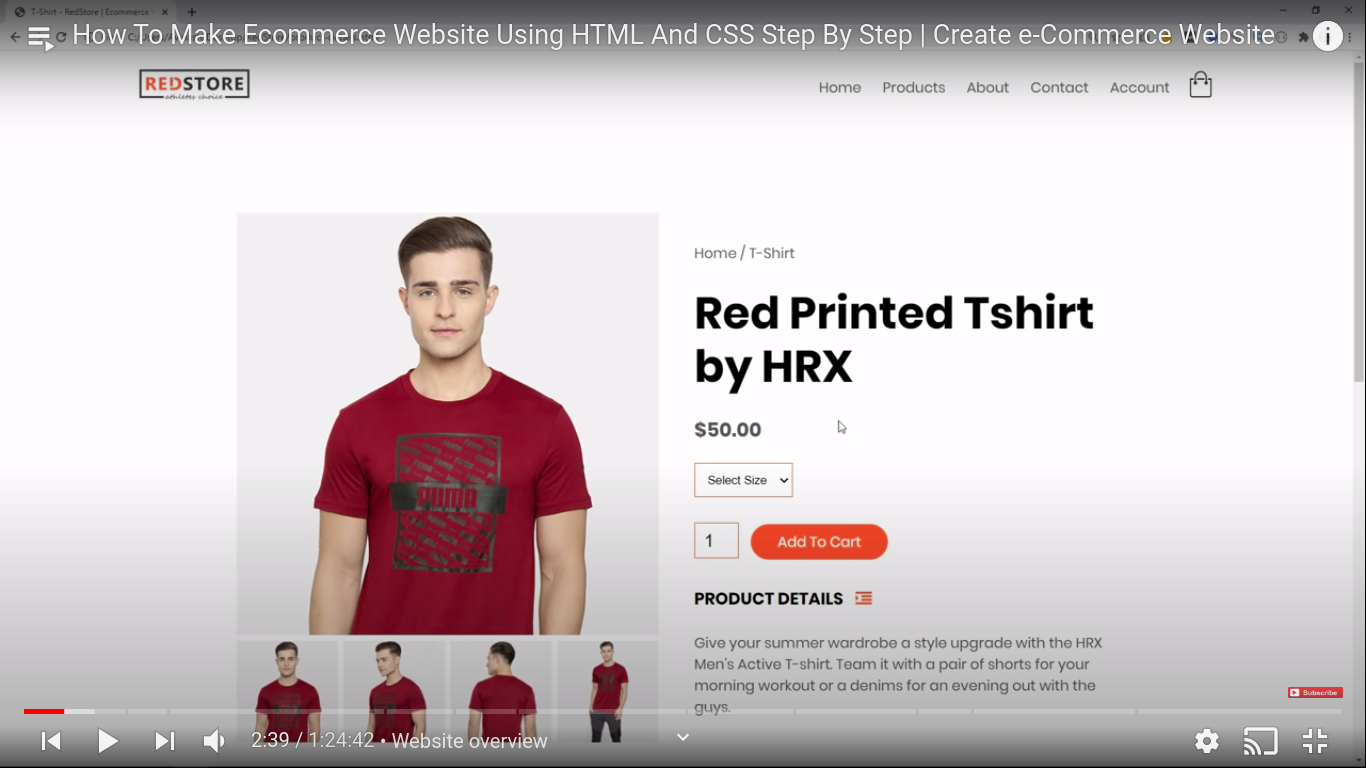 T-Shirt - RedStore | Ecommerce
How To Make Ecommerce Website Using HTML And CSS Step By Step | Create e-Commerce Website
REDSTORE
athletes choice
Home Products About Contact Account
Home / T-Shirt
Red Printed Tshirt
by HRX
$50.00
Select Size
1 Add To Cart
PRODUCT DETAILS
PUMA
Give your summer wardrobe a style upgrade with the HRX
Men's Active T-shirt. Team it with a pair of shorts for your
morning workout or a denims for an evening out with the
guys.
Subscribe
2:39 / 1:24:42 • Website overview